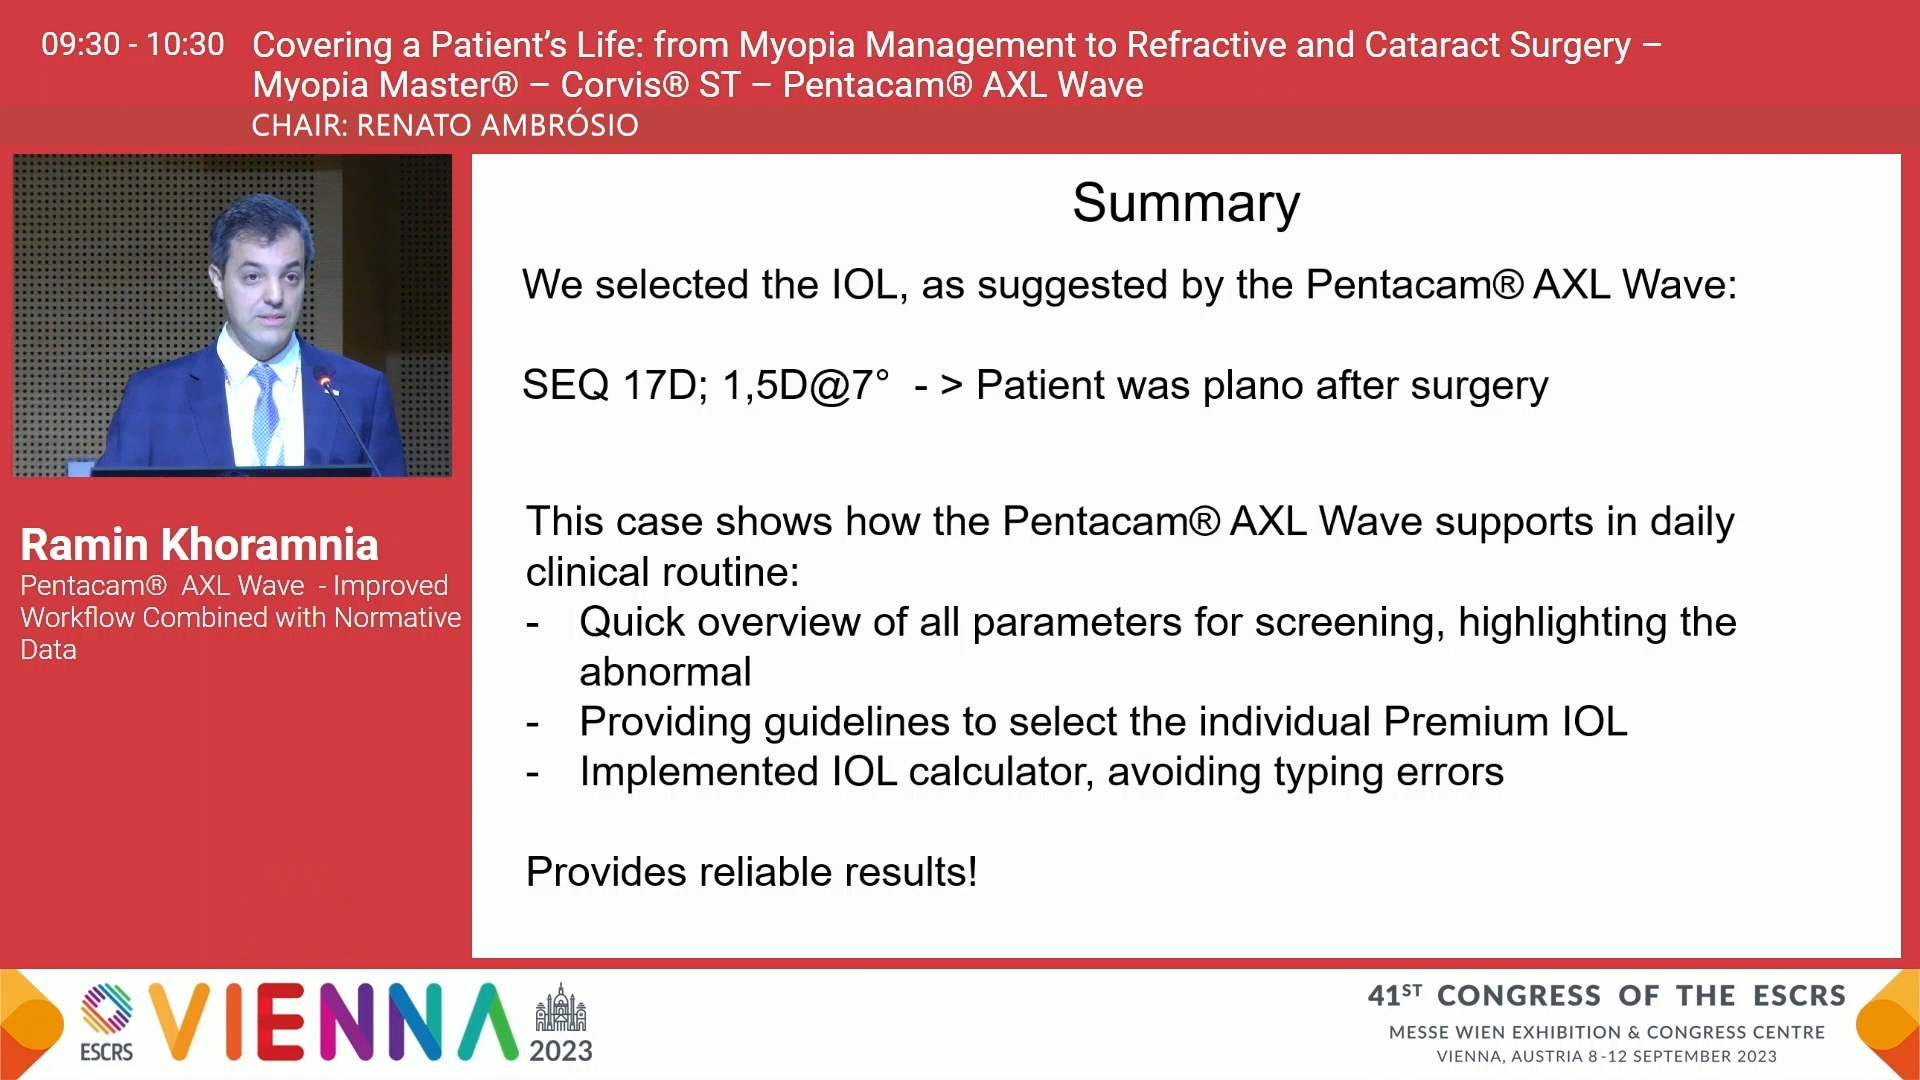 09:30 - 10:30
Covering a Patient’s Life: from Myopia Management to Refractive and Cataract Surgery –
Myopia Master® – Corvis® ST – Pentacam® AXL Wave
CHAIR: RENATO AMBRÓSIO
Ramin Khoramnia
Pentacam® AXL Wave - Improved
Workflow Combined with Normative
Data
Summary
We selected the IOL, as suggested by the Pentacam® AXL Wave:
SEQ 17D; 1,5D@7° - > Patient was plano after surgery
This case shows how the Pentacam® AXL Wave supports in daily
clinical routine:
- Quick overview of all parameters for screening, highlighting the
abnormal
- Providing guidelines to select the individual Premium IOL
- Implemented IOL calculator, avoiding typing errors
Provides reliable results!
ESCRS
VIENNA
2023
41ST CONGRESS OF THE ESCRS
MESSE WIEN EXHIBITION & CONGRESS CENTRE
VIENNA, AUSTRIA 8-12 SEPTEMBER 2023